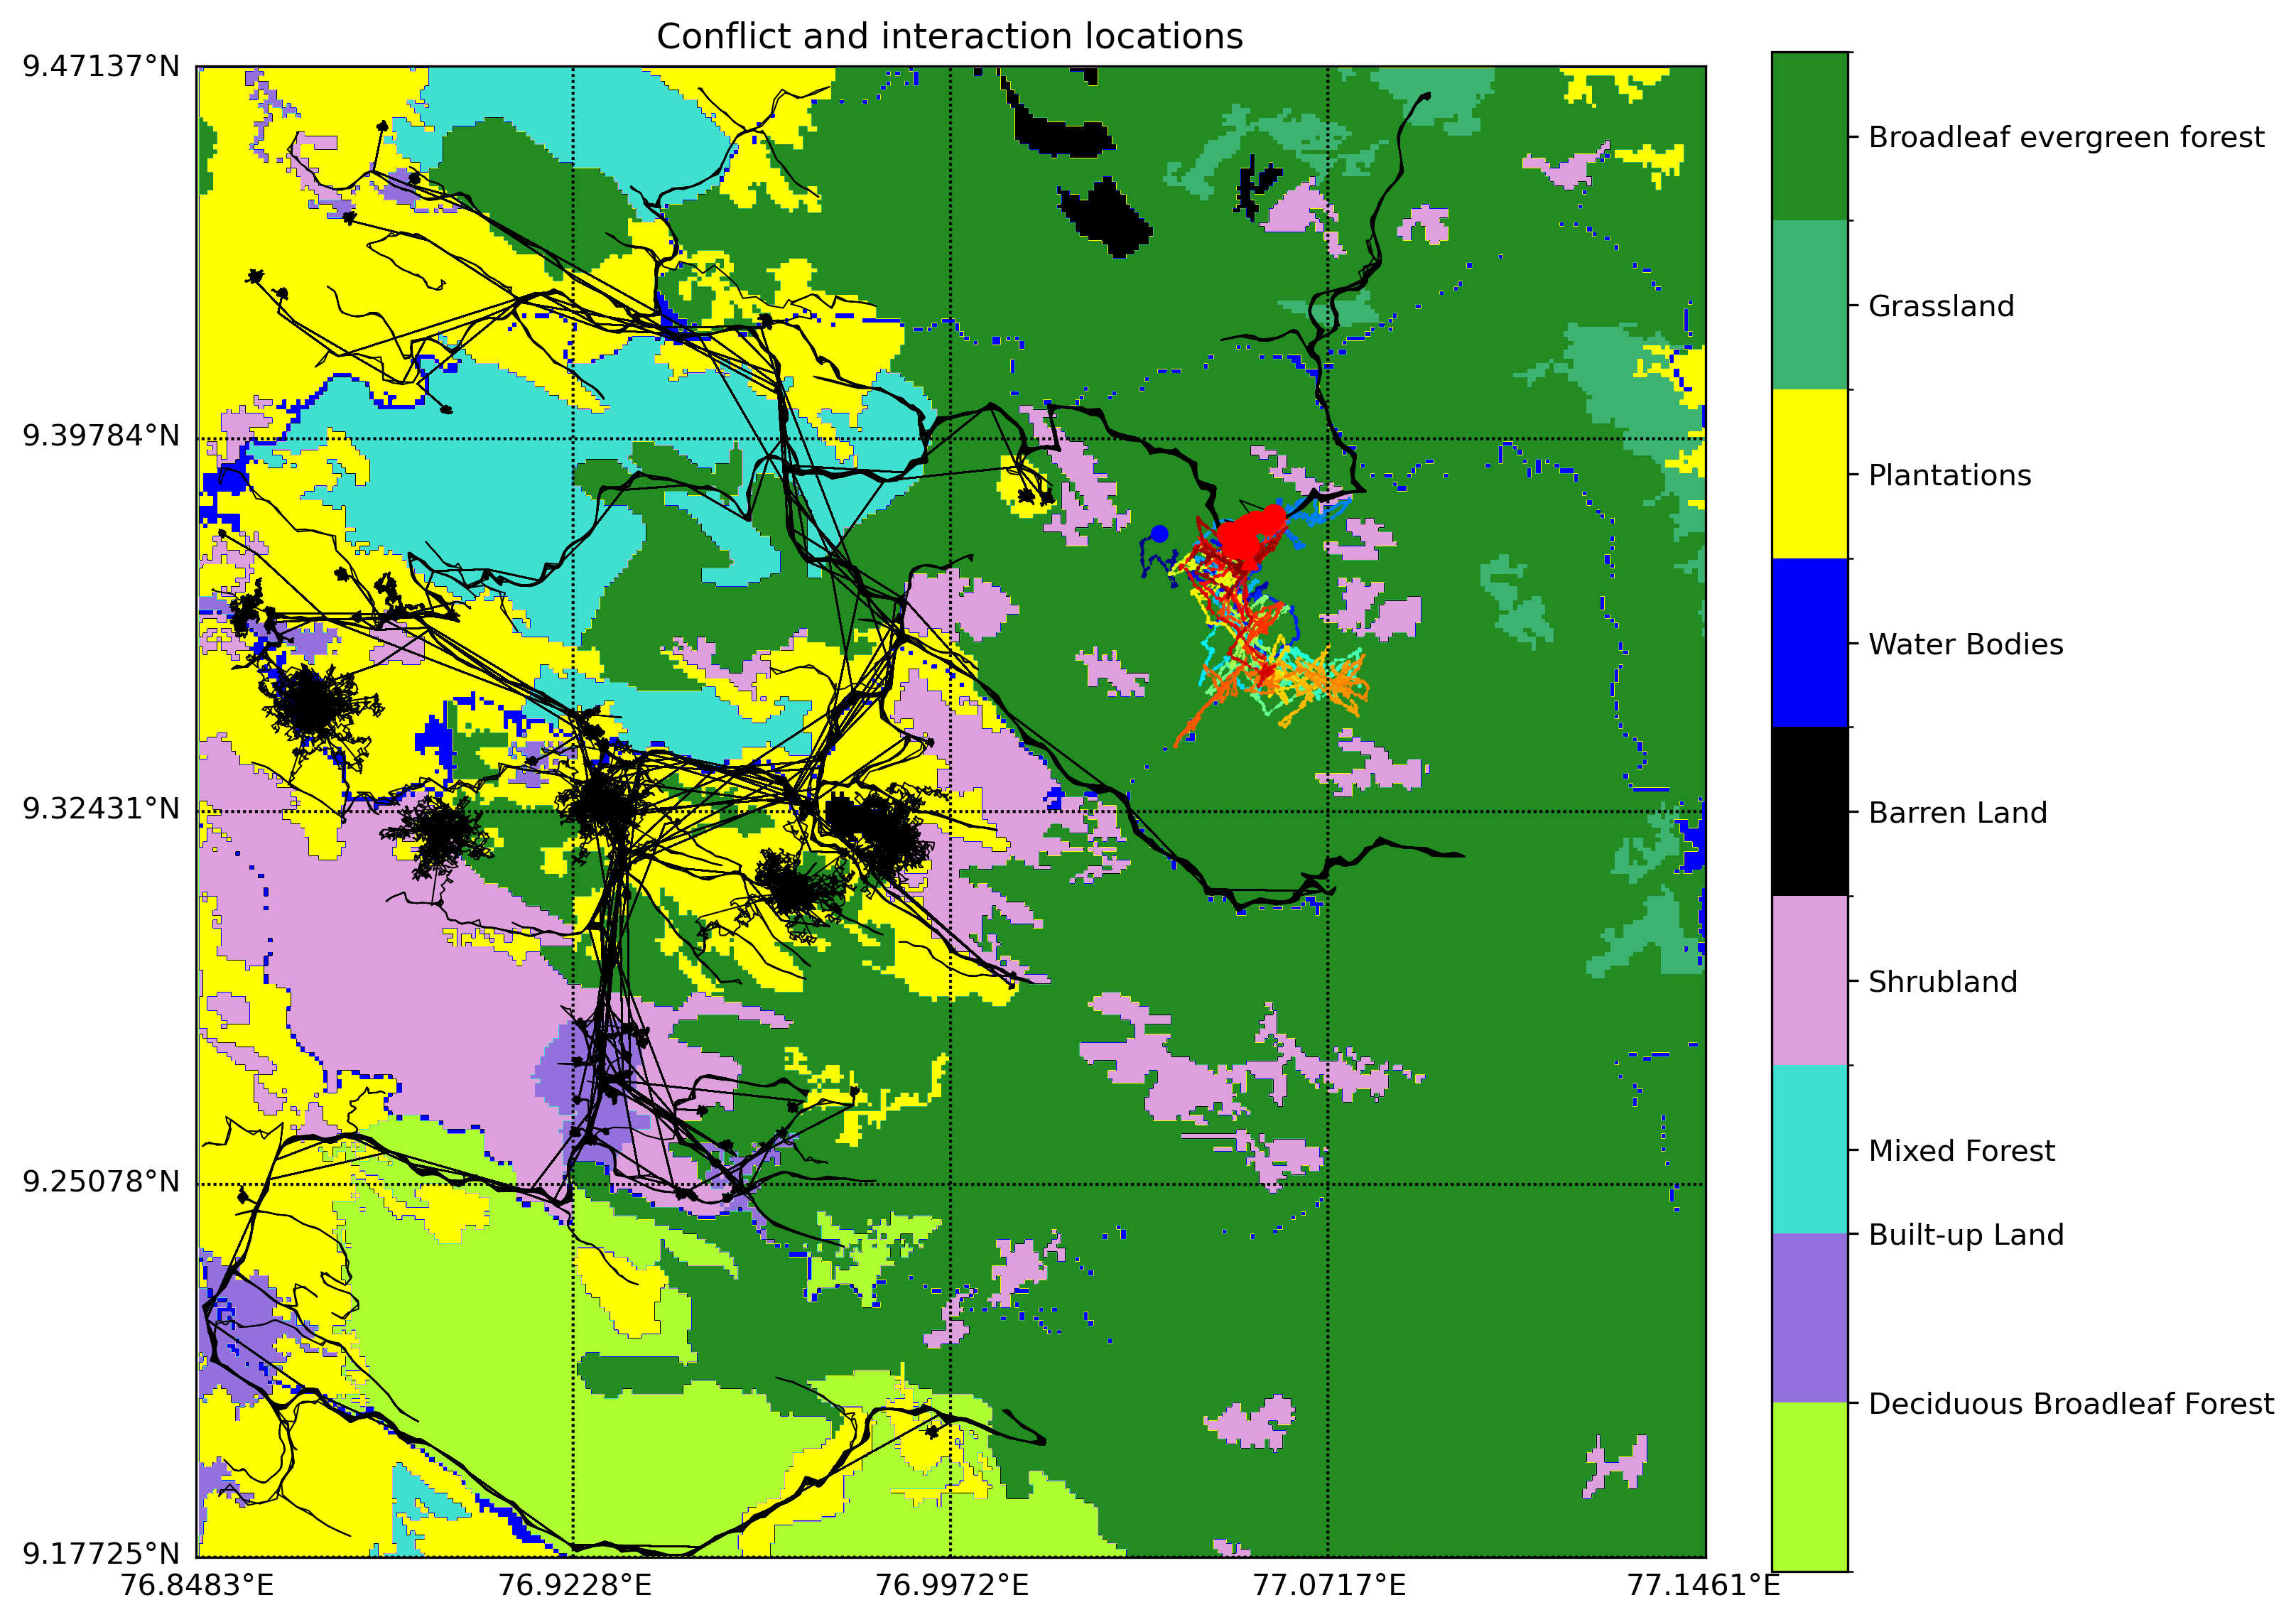 Conflict and interaction locations
9.47137°N
9.39784°N
9.32431°N
9.25078°N
9.17725°N
76.8483°E
76.9228°E
76.9972°E
77.0717°E
77.1461°E
Broadleaf evergreen forest
Grassland
Plantations
Water Bodies
Barren Land
Shrubland
Mixed Forest
Built-up Land
Deciduous Broadleaf Forest